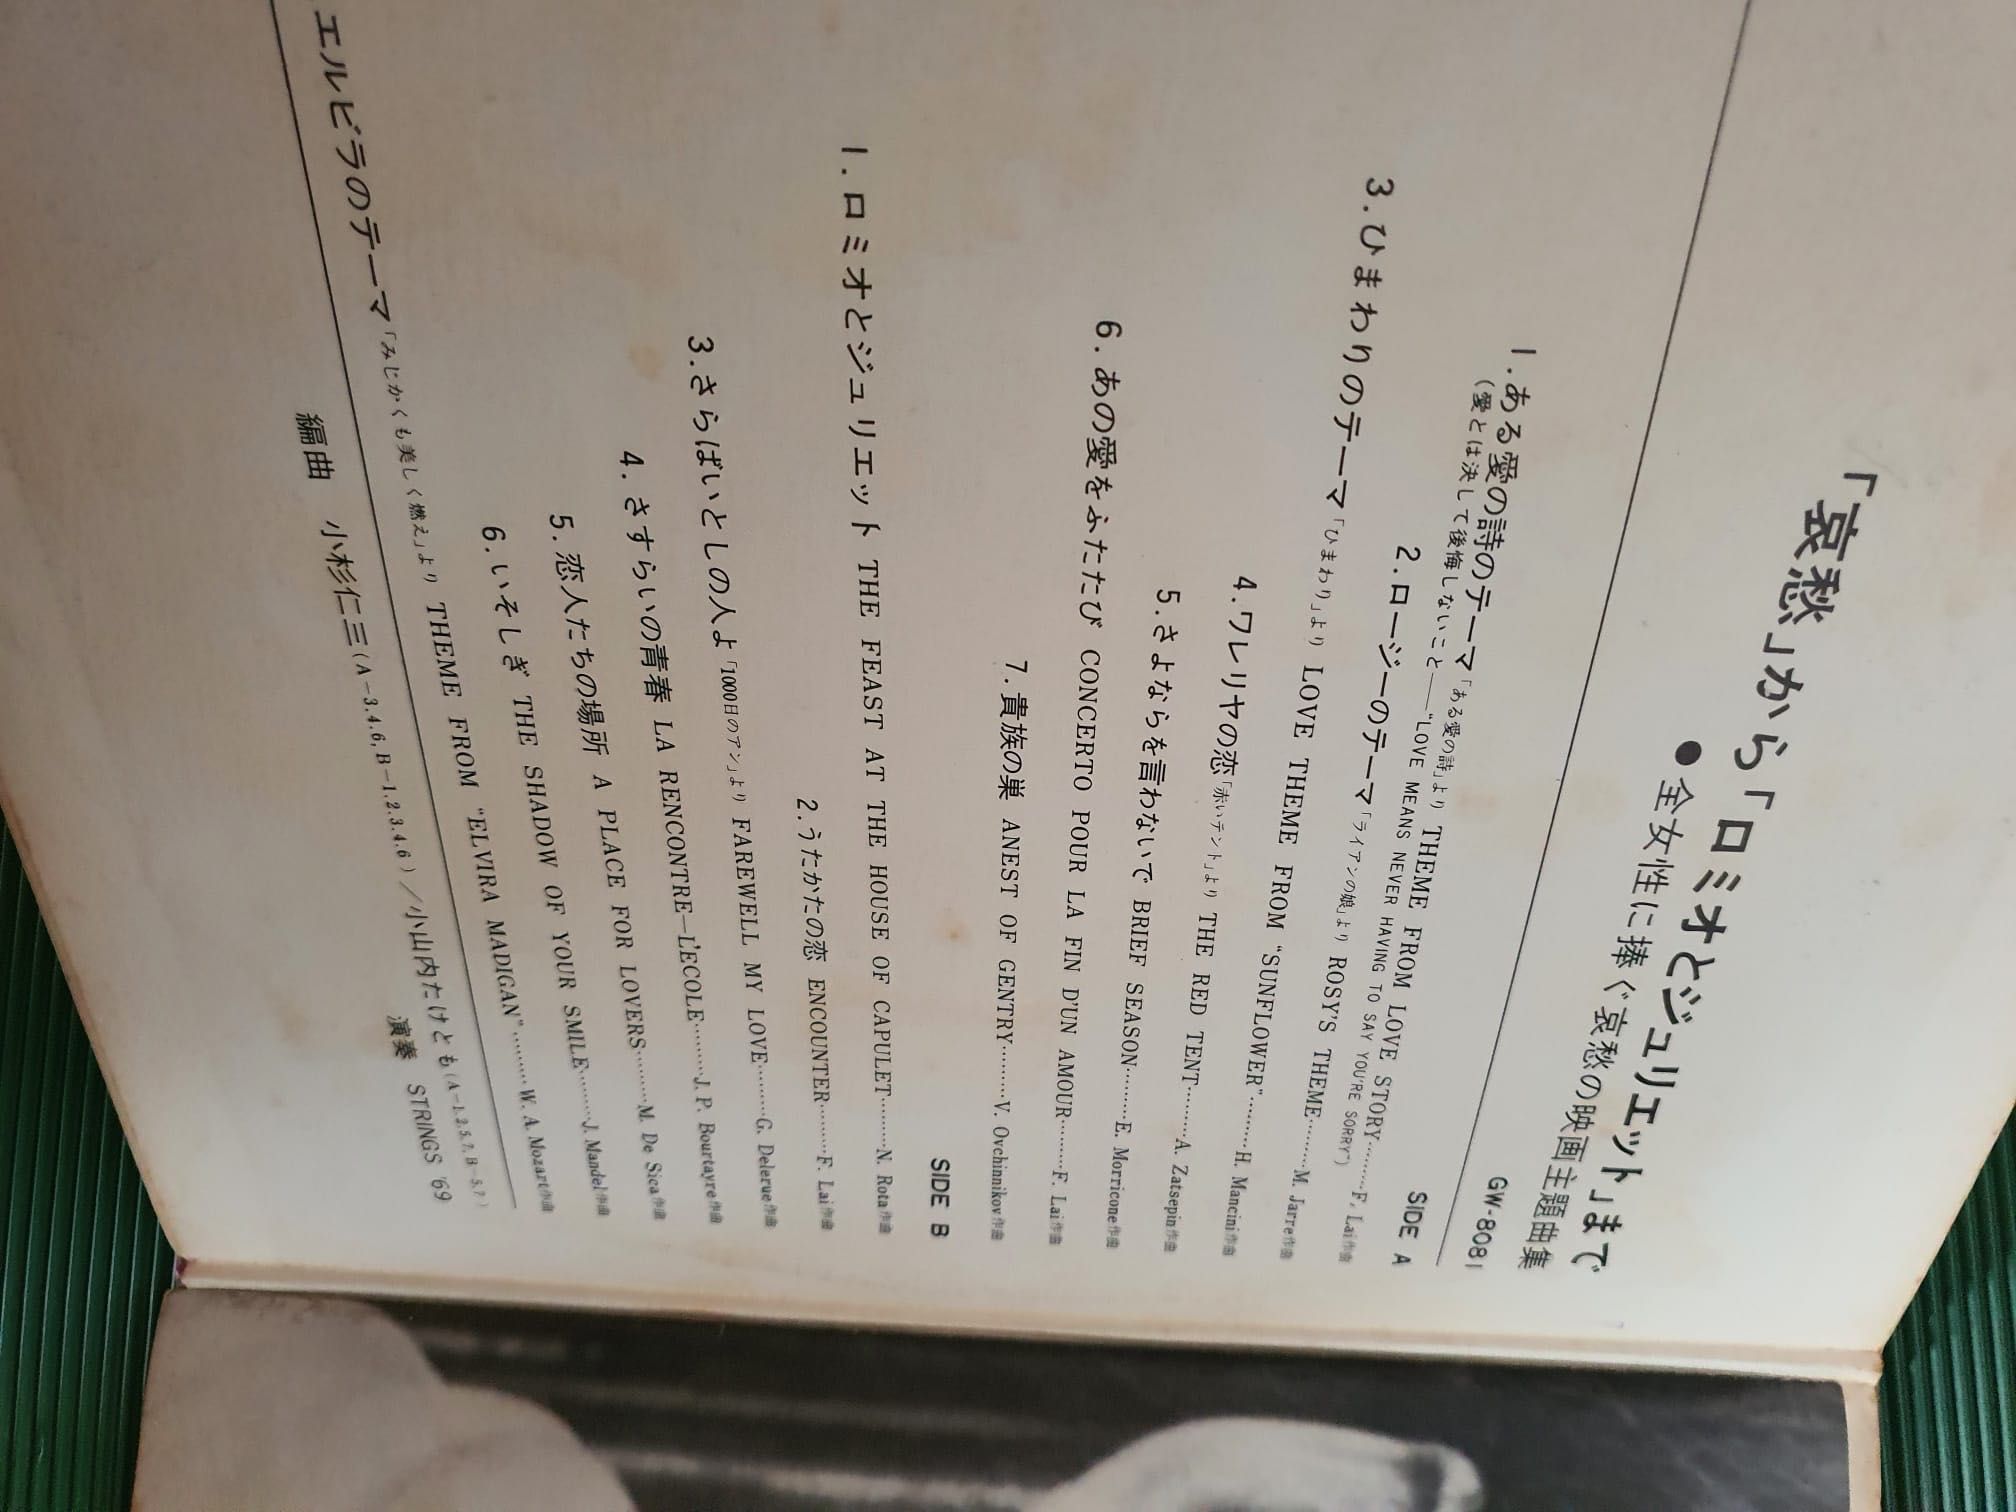 「哀愁」から「ロミオとジュリエット」まで
●全女性に捧ぐ哀愁の映画主題曲集
GW-8081
SIDE A
1.ある愛の詩のテーマ「ある愛の詩」より THEME FROM LOVE STORY………F. Lai作曲
(愛とは決して後悔しないこと——"LOVE MEANS NEVER HAVING TO SAY YOU'RE SORRY")
2.ロージーのテーマ「ライアンの娘」より ROSY'S THEME………M. Jarre作曲
3.ひまわりのテーマ「ひまわり」より LOVE THEME FROM "SUNFLOWER"………H. Mancini作曲
4.ワレリヤの恋「赤いテント」より THE RED TENT………A. Zatsepin作曲
5.さよならを言わないで BRIEF SEASON………E. Morricone作曲
6.あの愛をふたたび CONCERTO POUR LA FIN D'UN AMOUR………F. Lai作曲
7.貴族の巣 ANEST OF GENTRY………V. Ovchinnikov作曲
SIDE B
1.ロミオとジュリエット THE FEAST AT THE HOUSE OF CAPULET………N. Rota作曲
2.うたかたの恋 ENCOUNTER………F. Lai作曲
3.さらばいとしの人よ「1000日のアン」より FAREWELL MY LOVE………G. Delerue作曲
4.さすらいの青春 LA RENCONTRE—L'ECOLE………J. P. Bourtayre作曲
5.恋人たちの場所 A PLACE FOR LOVERS………M. De Sica作曲
6.いそしぎ THE SHADOW OF YOUR SMILE………J. Mandel作曲
エルビラのテーマ「みじかくも美しく燃え」より THEME FROM "ELVIRA MADIGAN"………W. A. Mozart作曲
編曲 小杉仁三(A-3.4.6,B-1.2.3.4.6)/小山内たけとも(A-1.2.5.7,B-5.7)
演奏 STRINGS '69